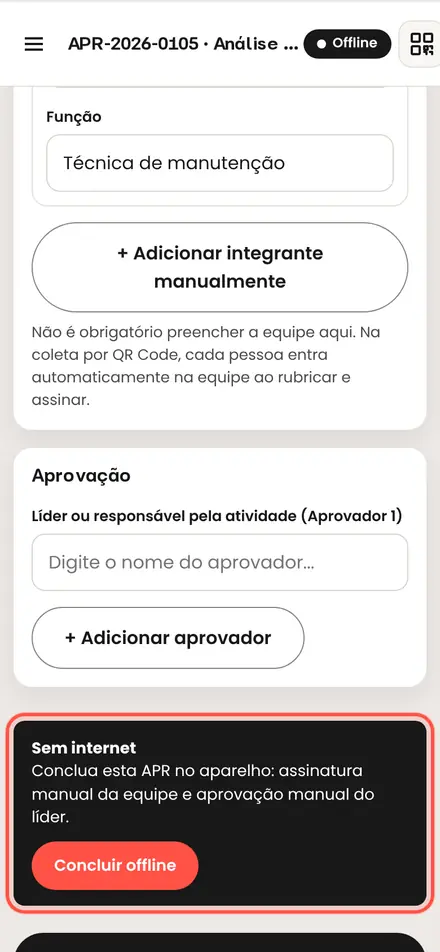 APR-2026-0105 · Análise ...
Offline
Função
Técnica de manutenção
+ Adicionar integrante
manualmente
Não é obrigatório preencher a equipe aqui. Na
coleta por QR Code, cada pessoa entra
automaticamente na equipe ao rubricar e
assinar.
Aprovação
Líder ou responsável pela atividade (Aprovador 1)
Digite o nome do aprovador...
+ Adicionar aprovador
Sem internet
Conclua esta APR no aparelho: assinatura
manual da equipe e aprovação manual do
líder.
Concluir offline